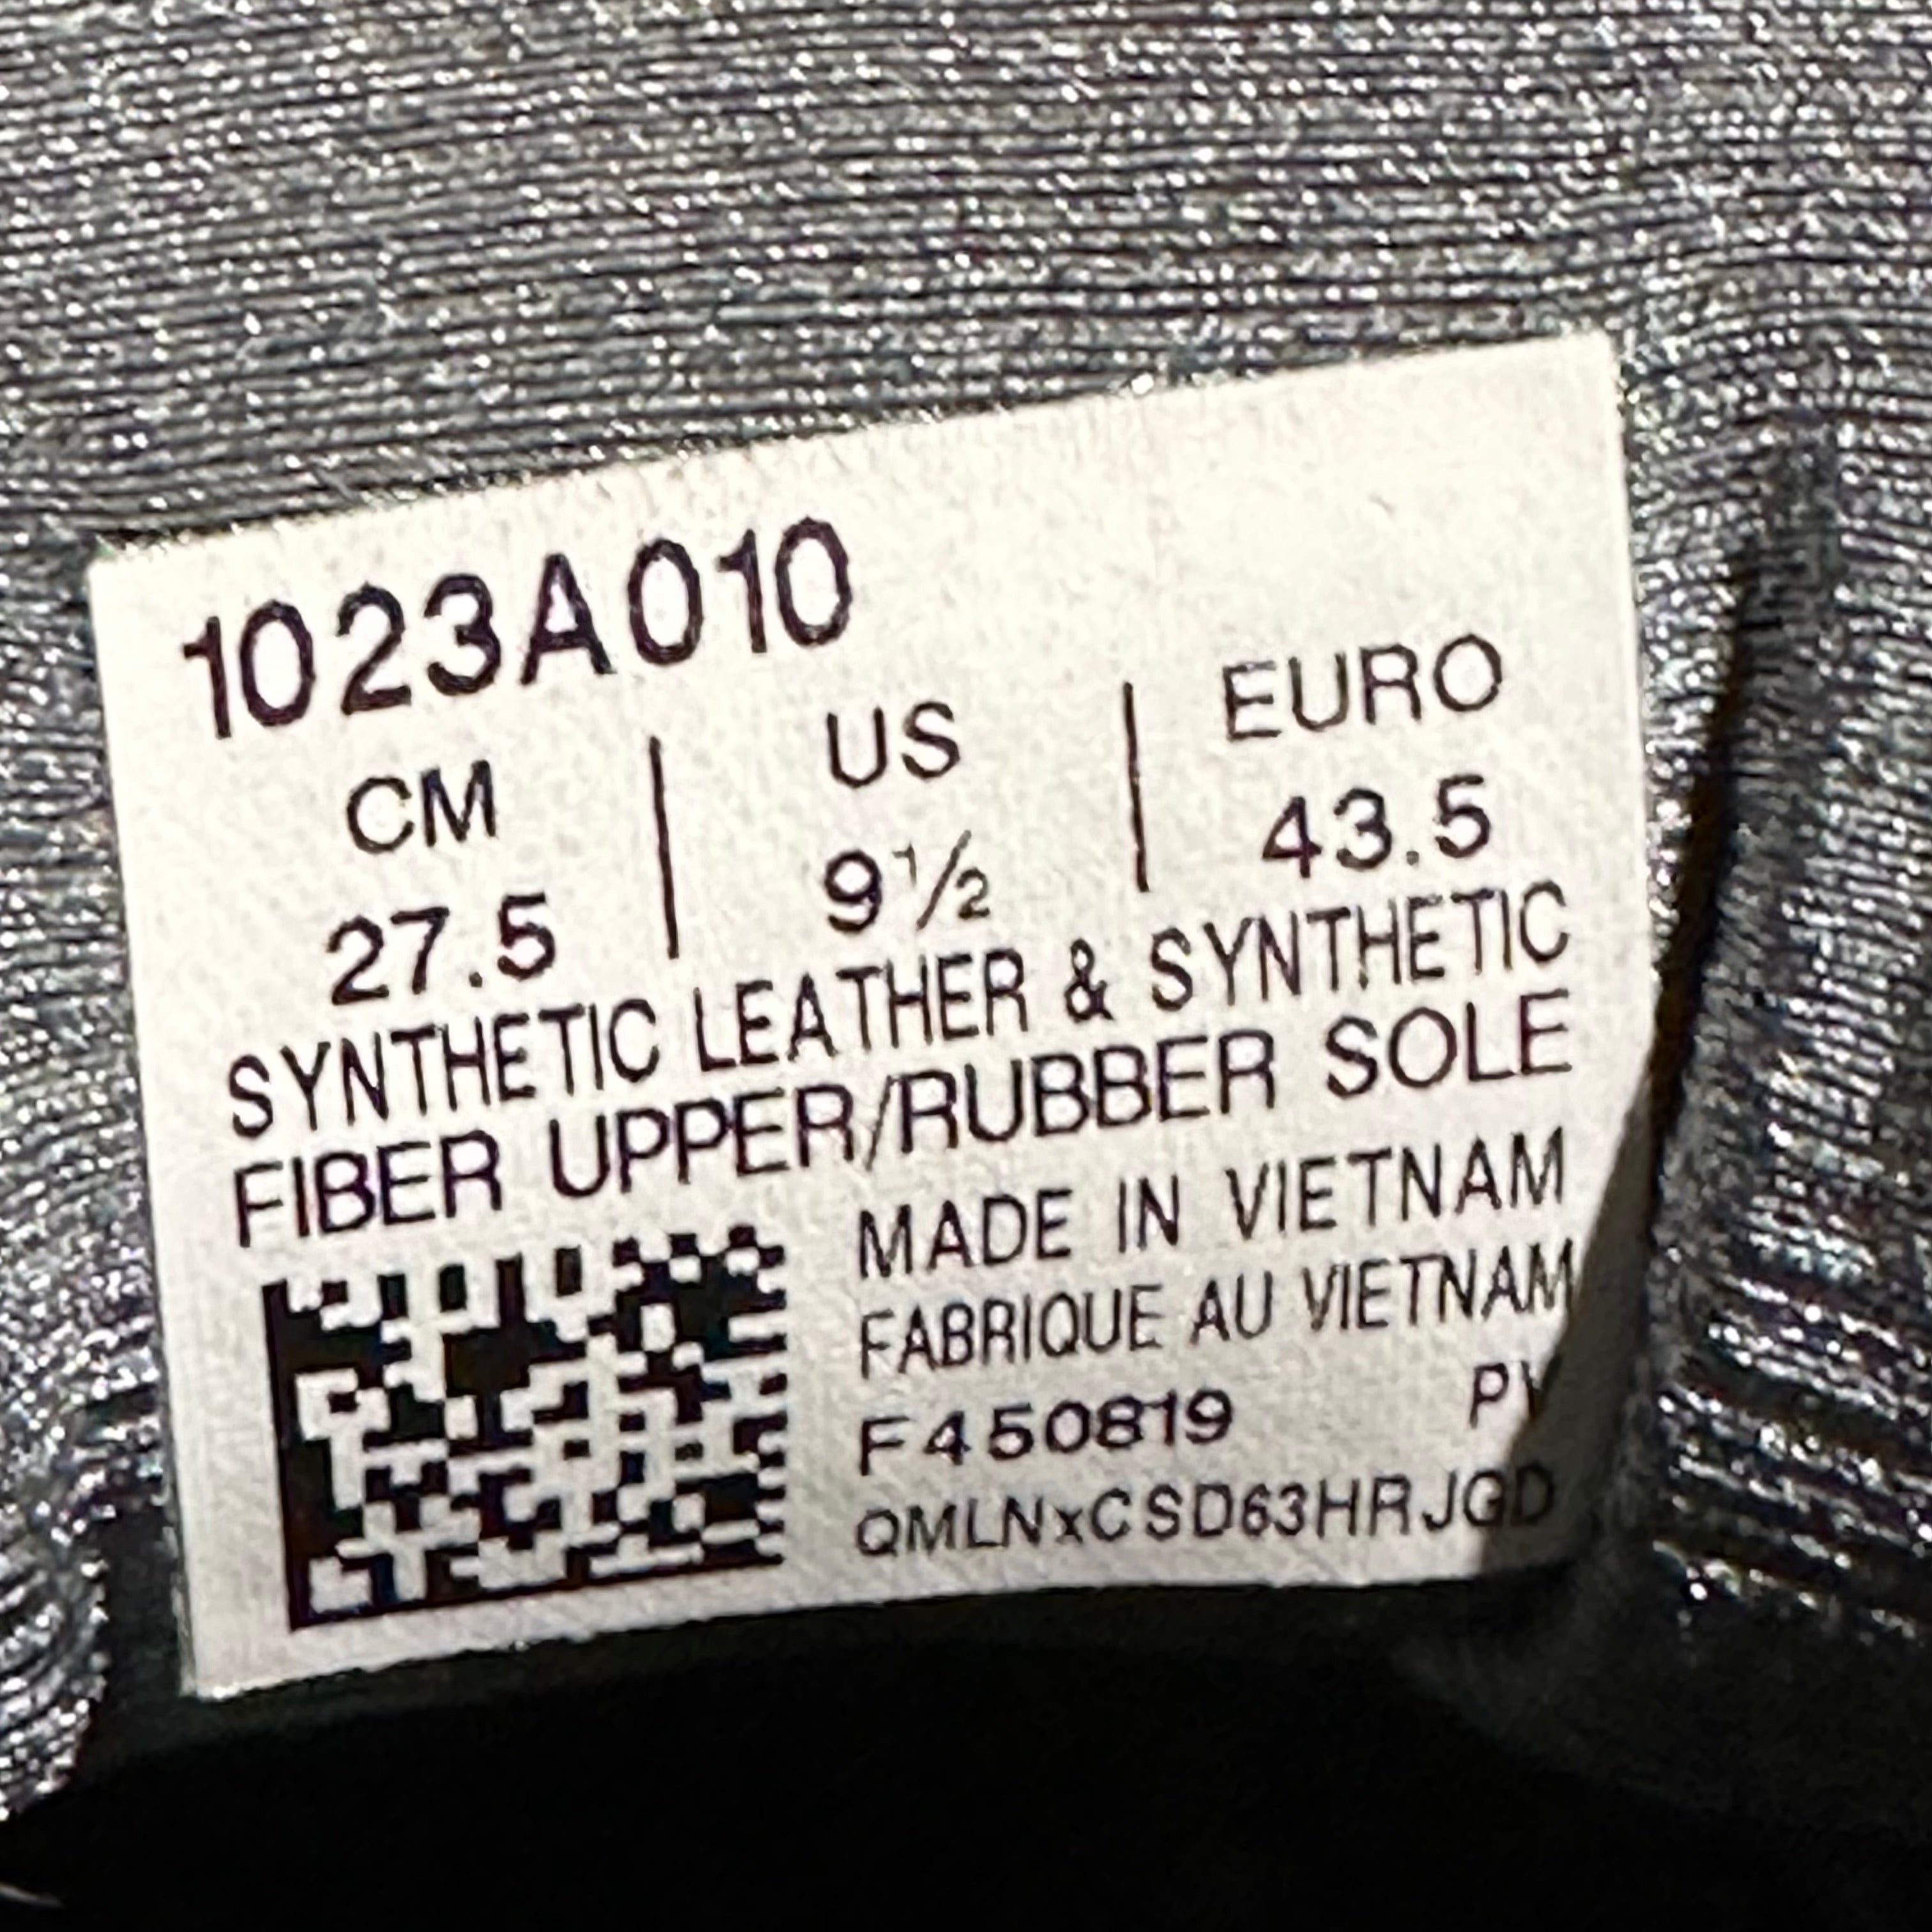 1023A010
CM | US | EURO
27.5 | 9½ | 43.5
SYNTHETIC LEATHER & SYNTHETIC
FIBER UPPER/RUBBER SOLE
MADE IN VIETNAM
FABRIQUE AU VIETNAM
F450819
QMLNxCSD63HRJGD